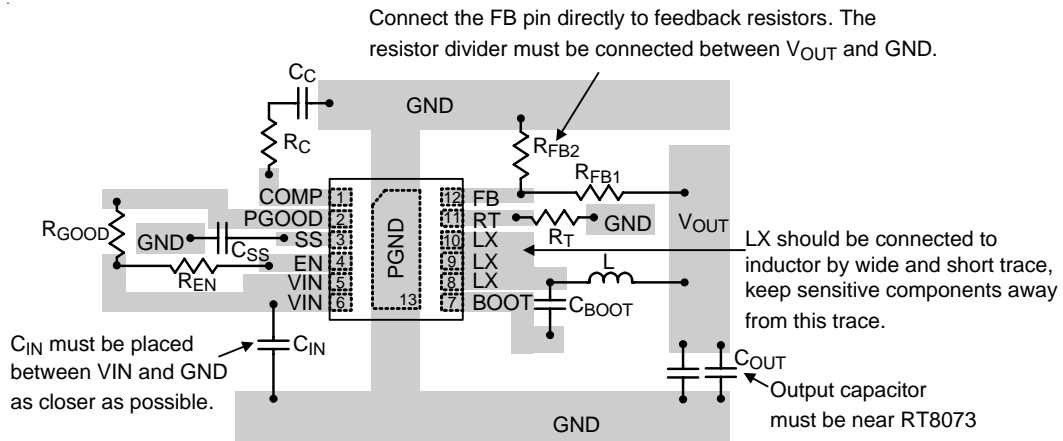 Connect the FB pin directly to feedback resistors. The
resistor divider must be connected between VOUT and GND.
CC
GND
RC
RFB2
RFB1
COMP 1
12 FB
PGOOD 2
11 RT
RGOOD
GND
CSS
SS 3
10 LX
RT
GND
VOUT
REN
EN 4
9 LX
VIN 5
8 LX
VIN 6
7 BOOT
PGND
13
L
CBOOT
LX should be connected to
inductor by wide and short trace,
keep sensitive components away
from this trace.
CIN must be placed
between VIN and GND
as closer as possible.
CIN
COUT
Output capacitor
must be near RT8073
GND